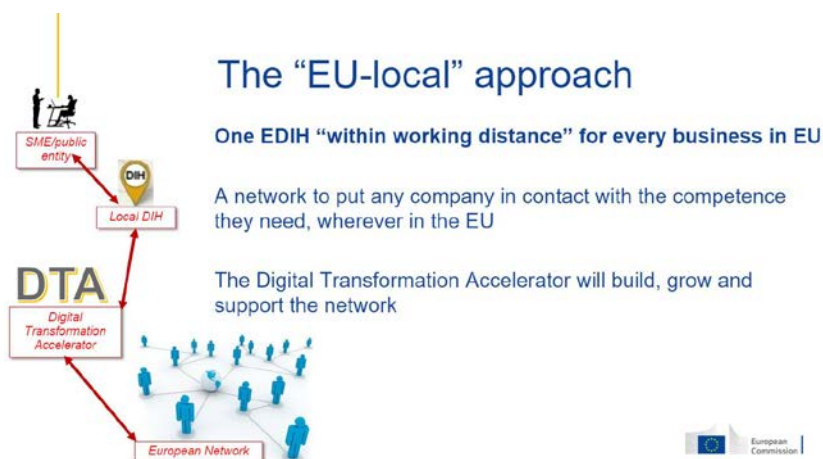 The “EU-local” approach
One EDIH “within working distance” for every business in EU
A network to put any company in contact with the competence
they need, wherever in the EU
The Digital Transformation Accelerator will build, grow and
support the network
SME/public
entity
DIH
Local DIH
DTA
Digital
Transformation
Accelerator
European Network
European
Commission